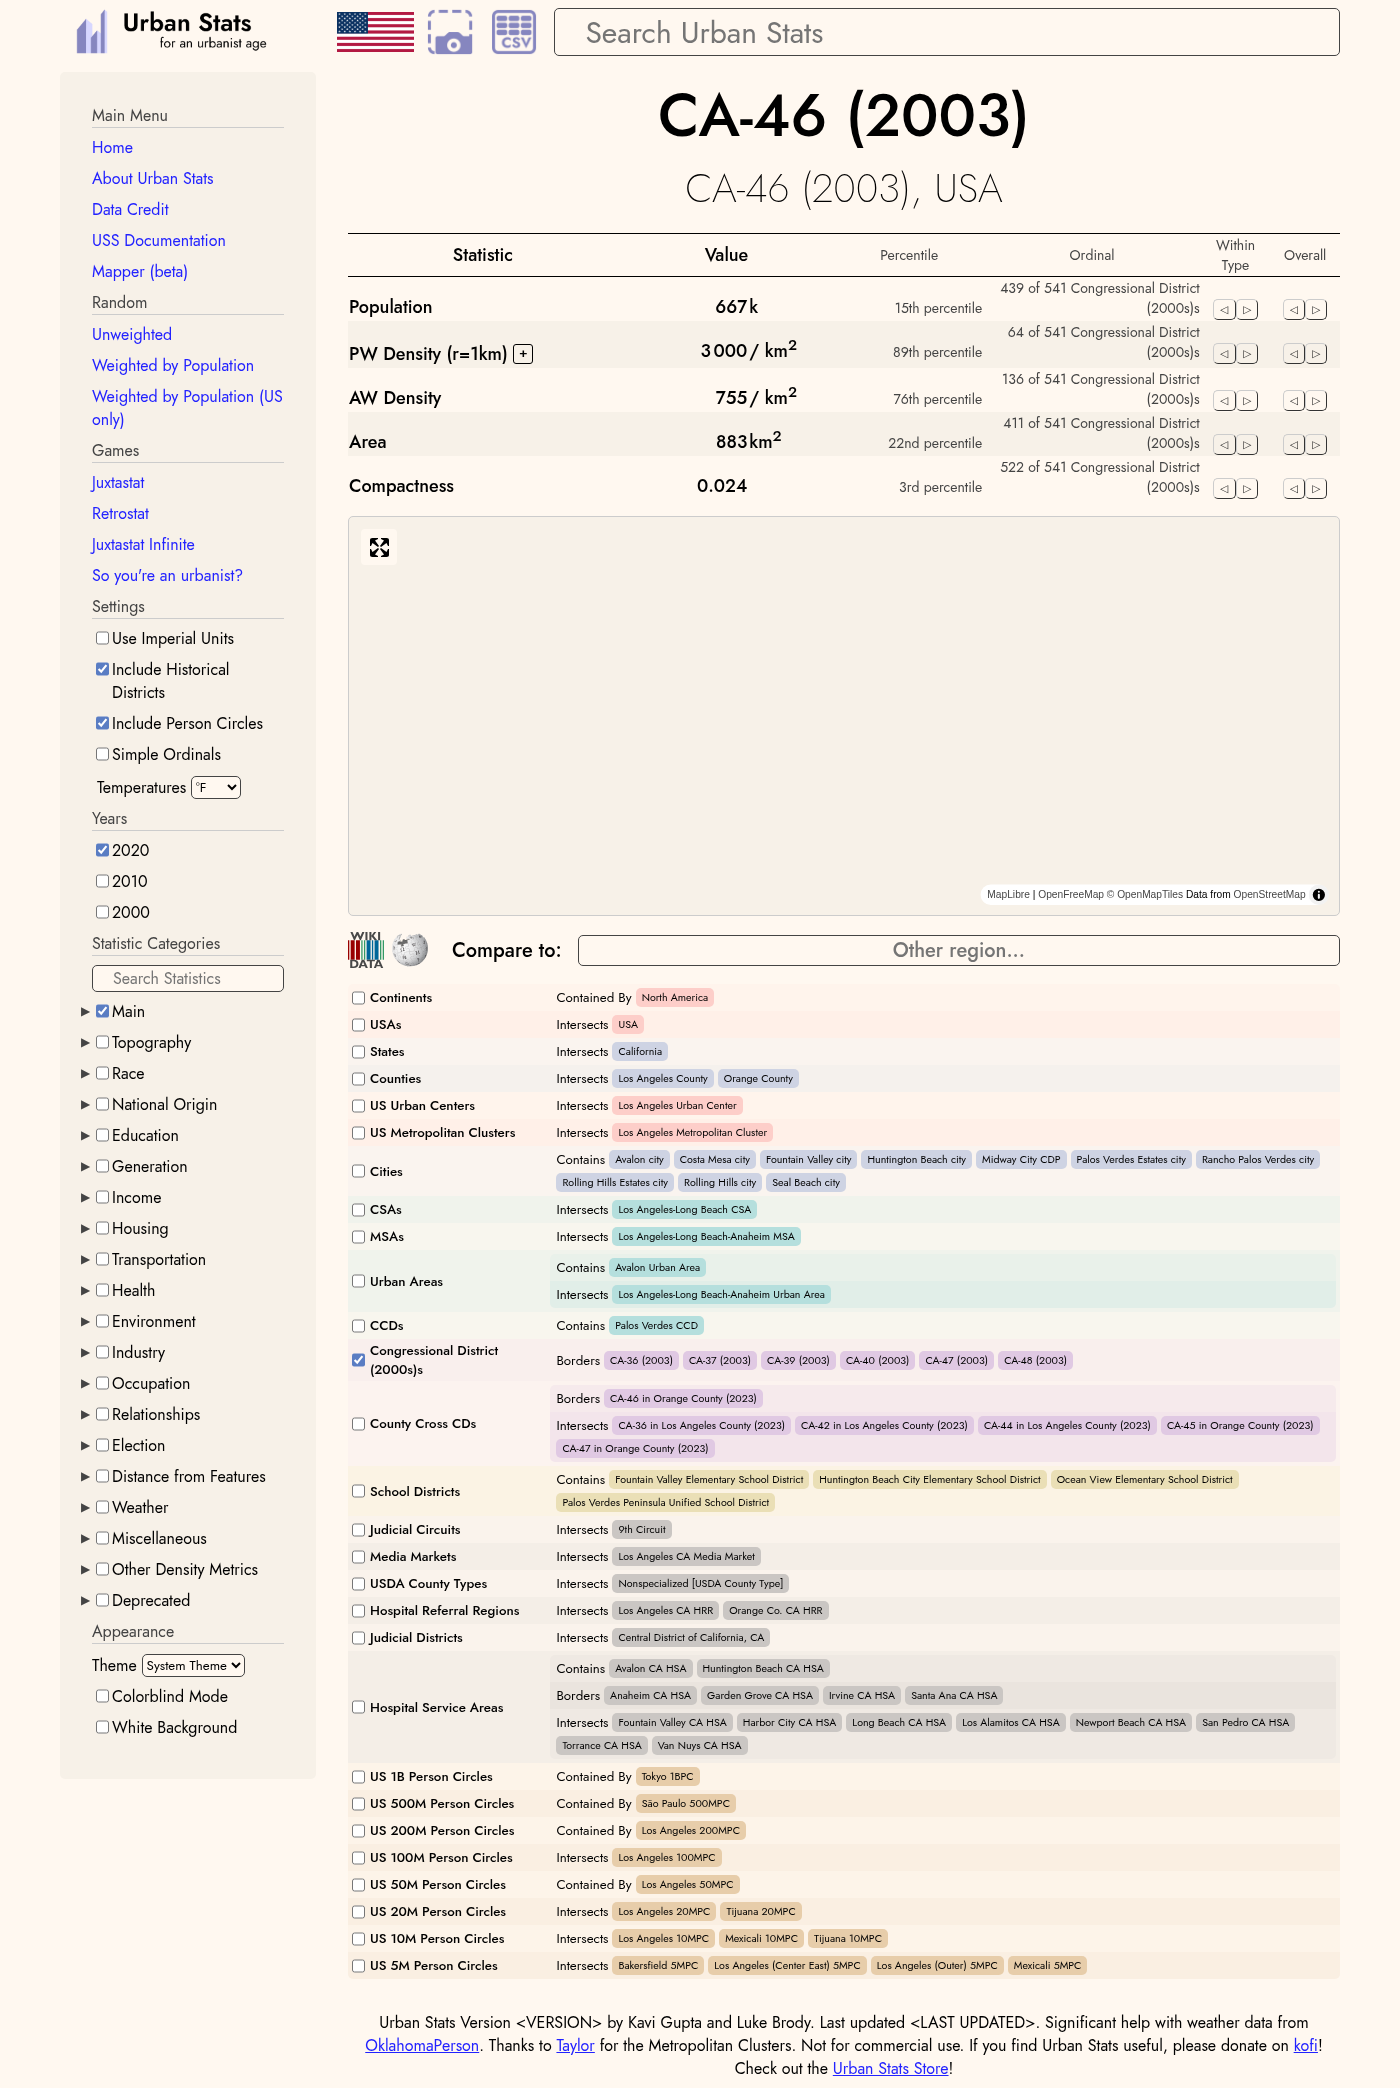 Urban Stats
for an urbanist age
CSV
Search Urban Stats
Main Menu
Home
About Urban Stats
Data Credit
USS Documentation
Mapper (beta)
Random
Unweighted
Weighted by Population
Weighted by Population (US
only)
Games
Juxtastat
Retrostat
Juxtastat Infinite
So you're an urbanist?
Settings
Use Imperial Units
Include Historical
Districts
Include Person Circles
Simple Ordinals
Temperatures °F
Years
2020
2010
2000
Statistic Categories
Search Statistics
Main
Topography
Race
National Origin
Education
Generation
Income
Housing
Transportation
Health
Environment
Industry
Occupation
Relationships
Election
Distance from Features
Weather
Miscellaneous
Other Density Metrics
Deprecated
Appearance
Theme System Theme
Colorblind Mode
White Background
CA-46 (2003)
CA-46 (2003), USA
Statistic Value Percentile Ordinal Within Type Overall
Population 667k 15th percentile 439 of 541 Congressional District (2000s)s
PW Density (r=1km) + 3 000/ km2 89th percentile 64 of 541 Congressional District (2000s)s
AW Density 755/ km2 76th percentile 136 of 541 Congressional District (2000s)s
Area 883km2 22nd percentile 411 of 541 Congressional District (2000s)s
Compactness 0.024 3rd percentile 522 of 541 Congressional District (2000s)s
MapLibre | OpenFreeMap © OpenMapTiles Data from OpenStreetMap
WIKI
DATA
Compare to: Other region...
Continents Contained By North America
USAs Intersects USA
States Intersects California
Counties Intersects Los Angeles County Orange County
US Urban Centers Intersects Los Angeles Urban Center
US Metropolitan Clusters Intersects Los Angeles Metropolitan Cluster
Cities Contains Avalon city Costa Mesa city Fountain Valley city Huntington Beach city Midway City CDP Palos Verdes Estates city Rancho Palos Verdes city
Rolling Hills Estates city Rolling Hills city Seal Beach city
CSAs Intersects Los Angeles-Long Beach CSA
MSAs Intersects Los Angeles-Long Beach-Anaheim MSA
Urban Areas Contains Avalon Urban Area
Intersects Los Angeles-Long Beach-Anaheim Urban Area
CCDs Contains Palos Verdes CCD
Congressional District (2000s)s Borders CA-36 (2003) CA-37 (2003) CA-39 (2003) CA-40 (2003) CA-47 (2003) CA-48 (2003)
County Cross CDs Borders CA-46 in Orange County (2023)
Intersects CA-36 in Los Angeles County (2023) CA-42 in Los Angeles County (2023) CA-44 in Los Angeles County (2023) CA-45 in Orange County (2023)
CA-47 in Orange County (2023)
School Districts Contains Fountain Valley Elementary School District Huntington Beach City Elementary School District Ocean View Elementary School District
Palos Verdes Peninsula Unified School District
Judicial Circuits Intersects 9th Circuit
Media Markets Intersects Los Angeles CA Media Market
USDA County Types Intersects Nonspecialized [USDA County Type]
Hospital Referral Regions Intersects Los Angeles CA HRR Orange Co. CA HRR
Judicial Districts Intersects Central District of California, CA
Hospital Service Areas Contains Avalon CA HSA Huntington Beach CA HSA
Borders Anaheim CA HSA Garden Grove CA HSA Irvine CA HSA Santa Ana CA HSA
Intersects Fountain Valley CA HSA Harbor City CA HSA Long Beach CA HSA Los Alamitos CA HSA Newport Beach CA HSA San Pedro CA HSA
Torrance CA HSA Van Nuys CA HSA
US 1B Person Circles Contained By Tokyo 1BPC
US 500M Person Circles Contained By São Paulo 500MPC
US 200M Person Circles Contained By Los Angeles 200MPC
US 100M Person Circles Intersects Los Angeles 100MPC
US 50M Person Circles Contained By Los Angeles 50MPC
US 20M Person Circles Intersects Los Angeles 20MPC Tijuana 20MPC
US 10M Person Circles Intersects Los Angeles 10MPC Mexicali 10MPC Tijuana 10MPC
US 5M Person Circles Intersects Bakersfield 5MPC Los Angeles (Center East) 5MPC Los Angeles (Outer) 5MPC Mexicali 5MPC
Urban Stats Version <VERSION> by Kavi Gupta and Luke Brody. Last updated <LAST UPDATED>. Significant help with weather data from
OklahomaPerson. Thanks to Taylor for the Metropolitan Clusters. Not for commercial use. If you find Urban Stats useful, please donate on kofi!
Check out the Urban Stats Store!